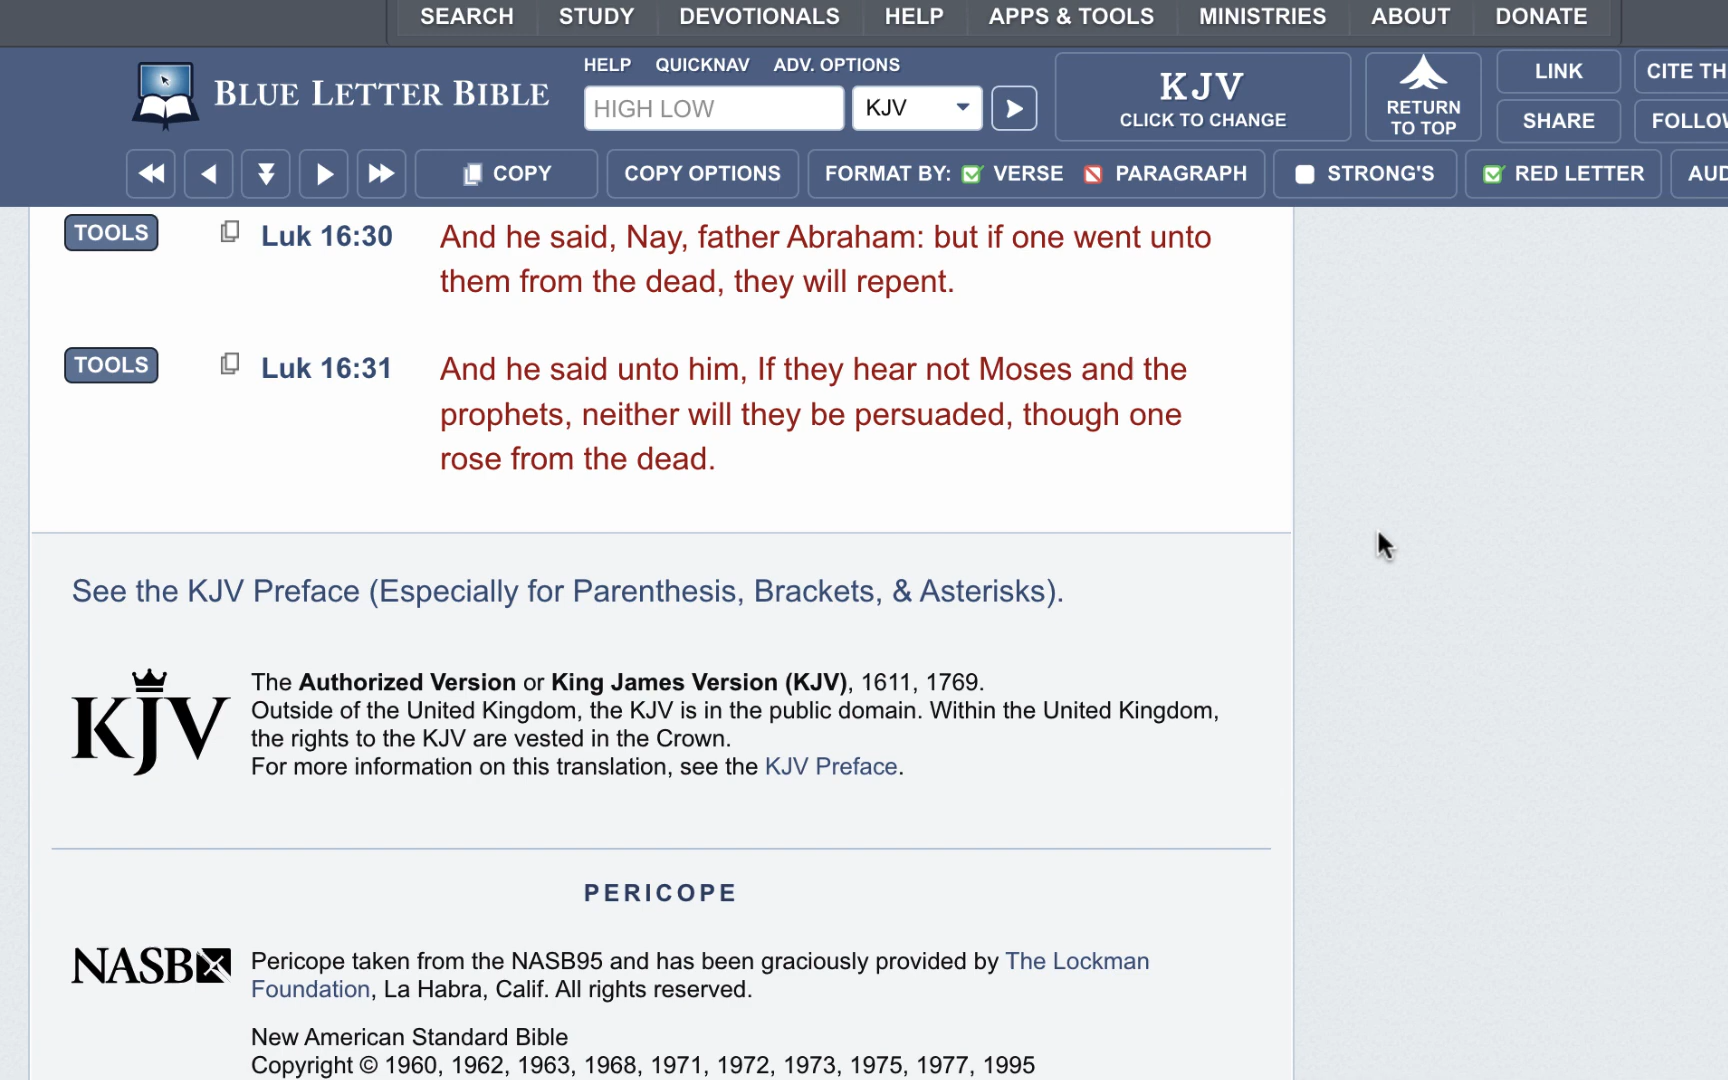 SEARCH STUDY DEVOTIONALS HELP APPS & TOOLS MINISTRIES ABOUT DONATE
BLUE LETTER BIBLE
HELP QUICKNAV ADV. OPTIONS
HIGH LOW KJV
KJV
CLICK TO CHANGE
RETURN
TO TOP
LINK CITE TH
SHARE FOLLOW
COPY COPY OPTIONS FORMAT BY: VERSE PARAGRAPH STRONG'S RED LETTER AUD
TOOLS Luk 16:30 And he said, Nay, father Abraham: but if one went unto
them from the dead, they will repent.
TOOLS Luk 16:31 And he said unto him, If they hear not Moses and the
prophets, neither will they be persuaded, though one
rose from the dead.
See the KJV Preface (Especially for Parenthesis, Brackets, & Asterisks).
KJV
The Authorized Version or King James Version (KJV), 1611, 1769.
Outside of the United Kingdom, the KJV is in the public domain. Within the United Kingdom,
the rights to the KJV are vested in the Crown.
For more information on this translation, see the KJV Preface.
PERICOPE
NASB
Pericope taken from the NASB95 and has been graciously provided by The Lockman
Foundation, La Habra, Calif. All rights reserved.
New American Standard Bible
Copyright © 1960, 1962, 1963, 1968, 1971, 1972, 1973, 1975, 1977, 1995